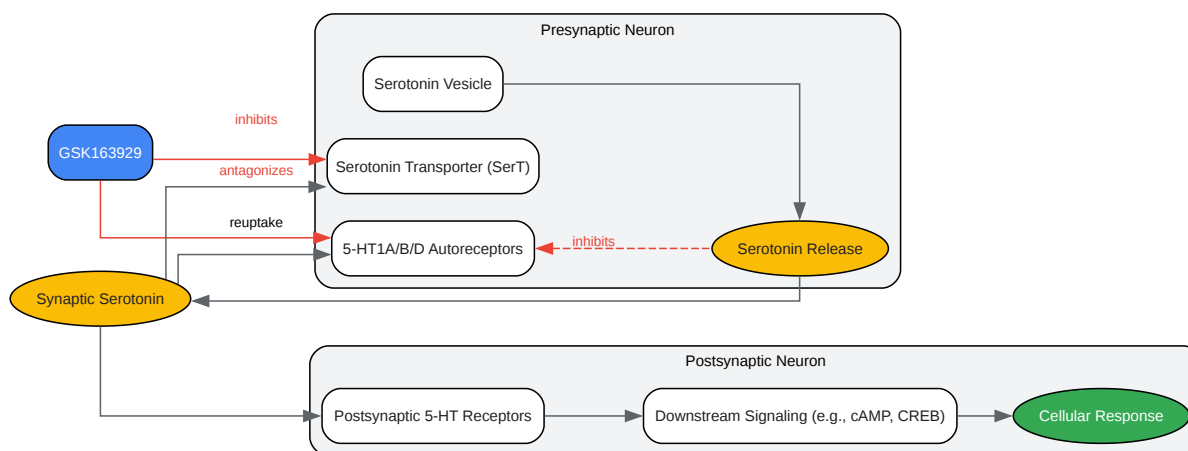 Presynaptic Neuron
Serotonin Vesicle
inhibits
GSK163929
Serotonin Transporter (SerT)
antagonizes
reuptake
5-HT1A/B/D Autoreceptors
inhibits
Serotonin Release
Synaptic Serotonin
Postsynaptic Neuron
Postsynaptic 5-HT Receptors
Downstream Signaling (e.g., cAMP, CREB)
Cellular Response